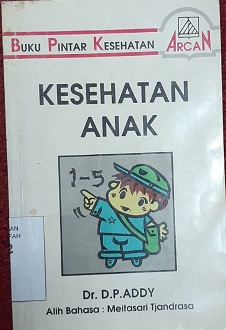 BUKU PINTAR KESEHATAN
ARCAN
KESEHATAN
ANAK
1-5
Dr. D.P.ADDY
Alih Bahasa : Meitasari Tjandrasa